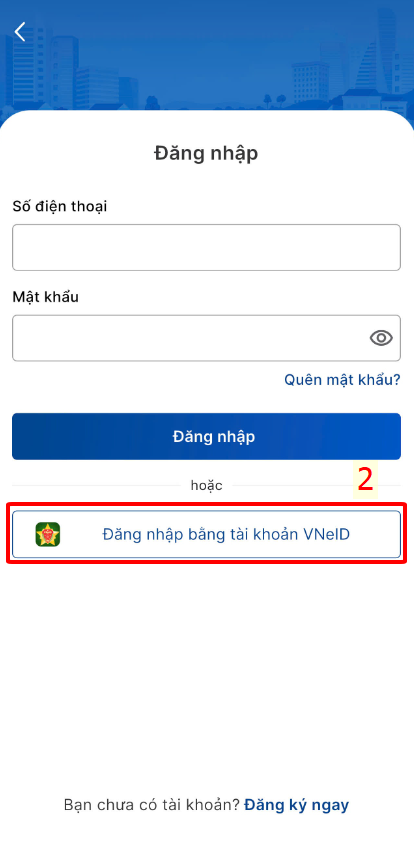 Đăng nhập
Số điện thoại
Mật khẩu
Quên mật khẩu?
Đăng nhập
hoặc
2
Đăng nhập bằng tài khoản VNeID
Bạn chưa có tài khoản? Đăng ký ngay